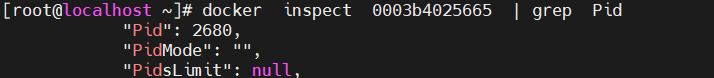 [root@localhost ~]# docker  inspect  0003b4025665  | grep  Pid
"Pid": 2680,
"PidMode": "",
"PidsLimit": null,